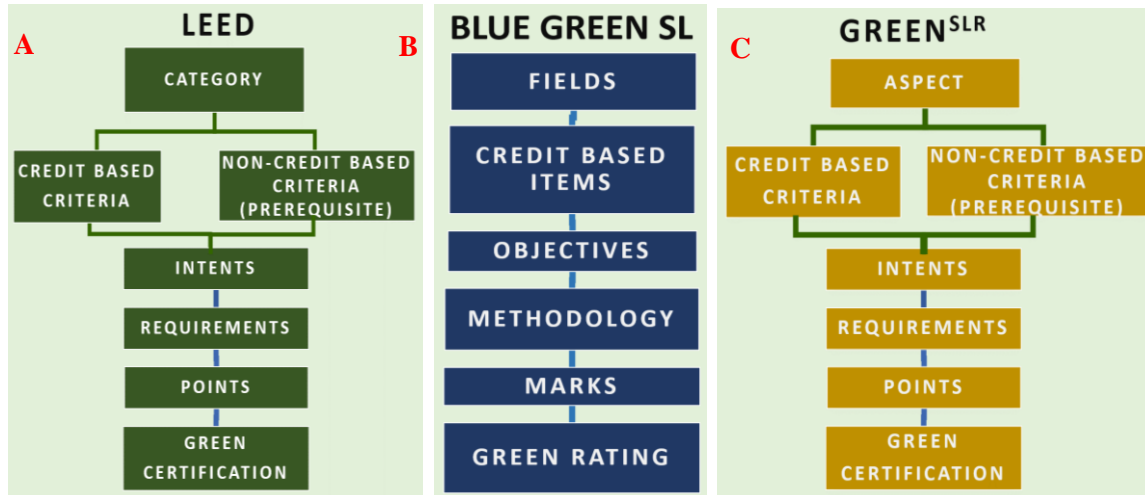 A
LEED
CATEGORY
CREDIT BASED
CRITERIA
NON-CREDIT BASED
CRITERIA
(PREREQUISITE)
INTENTS
REQUIREMENTS
POINTS
GREEN
CERTIFICATION
B
BLUE GREEN SL
FIELDS
CREDIT BASED
ITEMS
OBJECTIVES
METHODOLOGY
MARKS
GREEN RATING
C
GREEN^SLR
ASPECT
CREDIT BASED
CRITERIA
NON-CREDIT BASED
CRITERIA
(PREREQUISITE)
INTENTS
REQUIREMENTS
POINTS
GREEN
CERTIFICATION